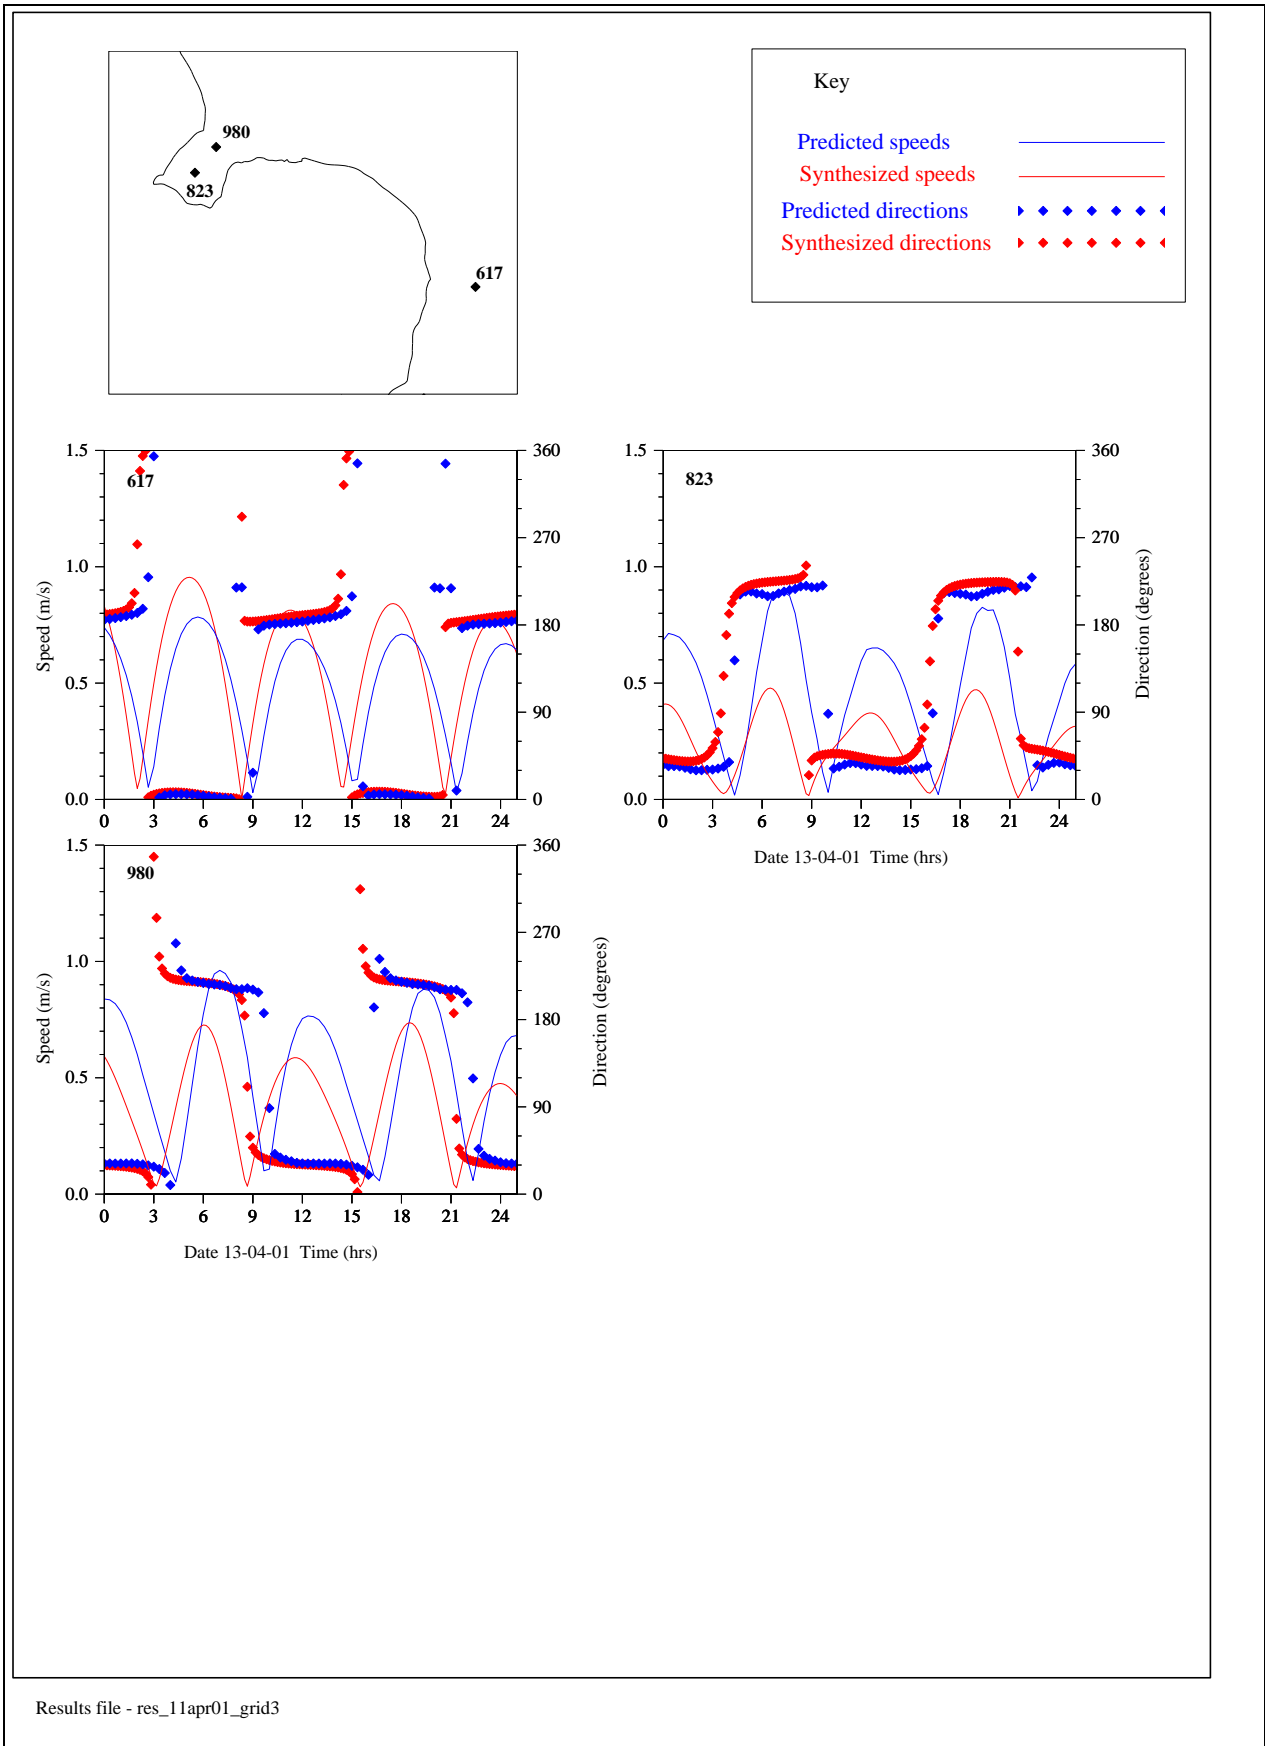 980
823
617
Key
Predicted speeds
Synthesized speeds
Predicted directions
Synthesized directions
1.5
1.0
0.5
0.0
Speed (m/s)
617
360
270
180
90
0
0 3 6 9 12 15 18 21 24
1.5
1.0
0.5
0.0
823
360
270
180
90
0
Direction (degrees)
0 3 6 9 12 15 18 21 24
Date 13-04-01 Time (hrs)
1.5
1.0
0.5
0.0
Speed (m/s)
980
360
270
180
90
0
Direction (degrees)
0 3 6 9 12 15 18 21 24
Date 13-04-01 Time (hrs)
Results file - res_11apr01_grid3